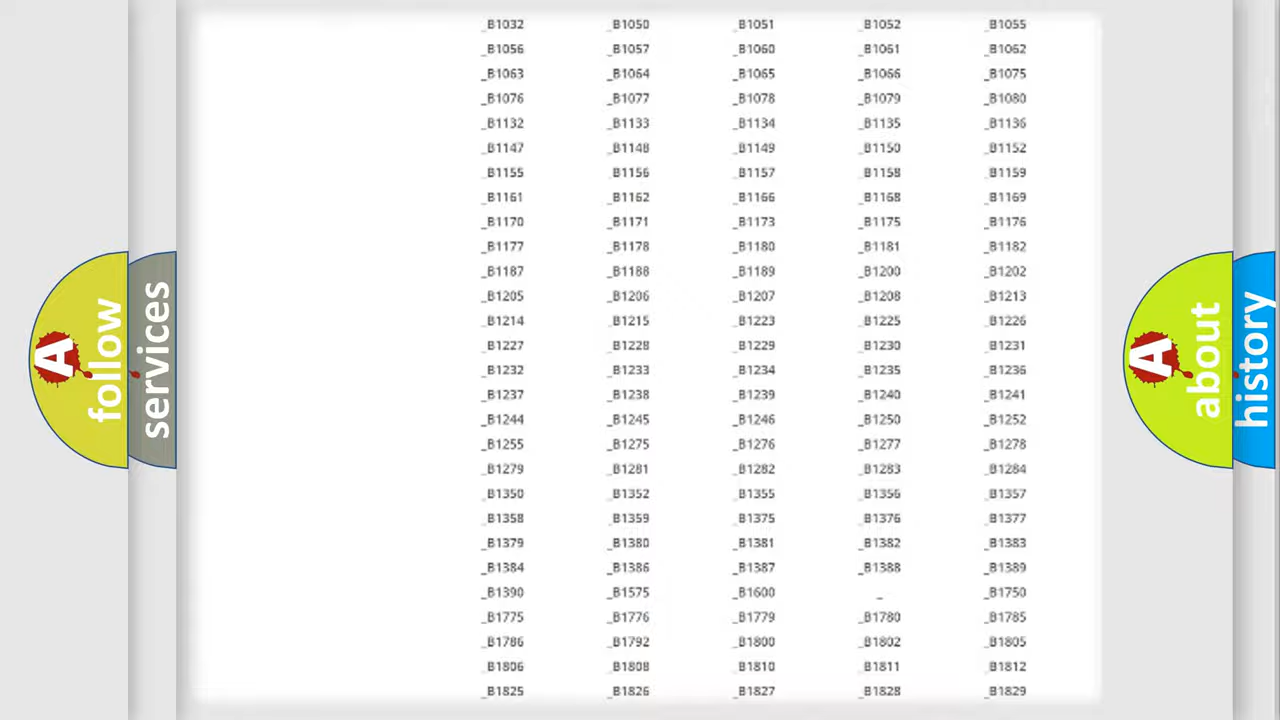 _B1032 _B1050 _B1051 _B1052 _B1055
_B1056 _B1057 _B1060 _B1061 _B1062
_B1063 _B1064 _B1065 _B1066 _B1075
_B1076 _B1077 _B1078 _B1079 _B1080
_B1132 _B1133 _B1134 _B1135 _B1136
_B1147 _B1148 _B1149 _B1150 _B1152
_B1155 _B1156 _B1157 _B1158 _B1159
_B1161 _B1162 _B1166 _B1168 _B1169
_B1170 _B1171 _B1173 _B1175 _B1176
_B1177 _B1178 _B1180 _B1181 _B1182
_B1187 _B1188 _B1189 _B1200 _B1202
_B1205 _B1206 _B1207 _B1208 _B1213
_B1214 _B1215 _B1223 _B1225 _B1226
_B1227 _B1228 _B1229 _B1230 _B1231
_B1232 _B1233 _B1234 _B1235 _B1236
_B1237 _B1238 _B1239 _B1240 _B1241
_B1244 _B1245 _B1246 _B1250 _B1252
_B1255 _B1275 _B1276 _B1277 _B1278
_B1279 _B1281 _B1282 _B1283 _B1284
_B1350 _B1352 _B1355 _B1356 _B1357
_B1358 _B1359 _B1375 _B1376 _B1377
_B1379 _B1380 _B1381 _B1382 _B1383
_B1384 _B1386 _B1387 _B1388 _B1389
_B1390 _B1575 _B1600 _ _B1750
_B1775 _B1776 _B1779 _B1780 _B1785
_B1786 _B1792 _B1800 _B1802 _B1805
_B1806 _B1808 _B1810 _B1811 _B1812
_B1825 _B1826 _B1827 _B1828 _B1829
A
follow
services
A
about
history